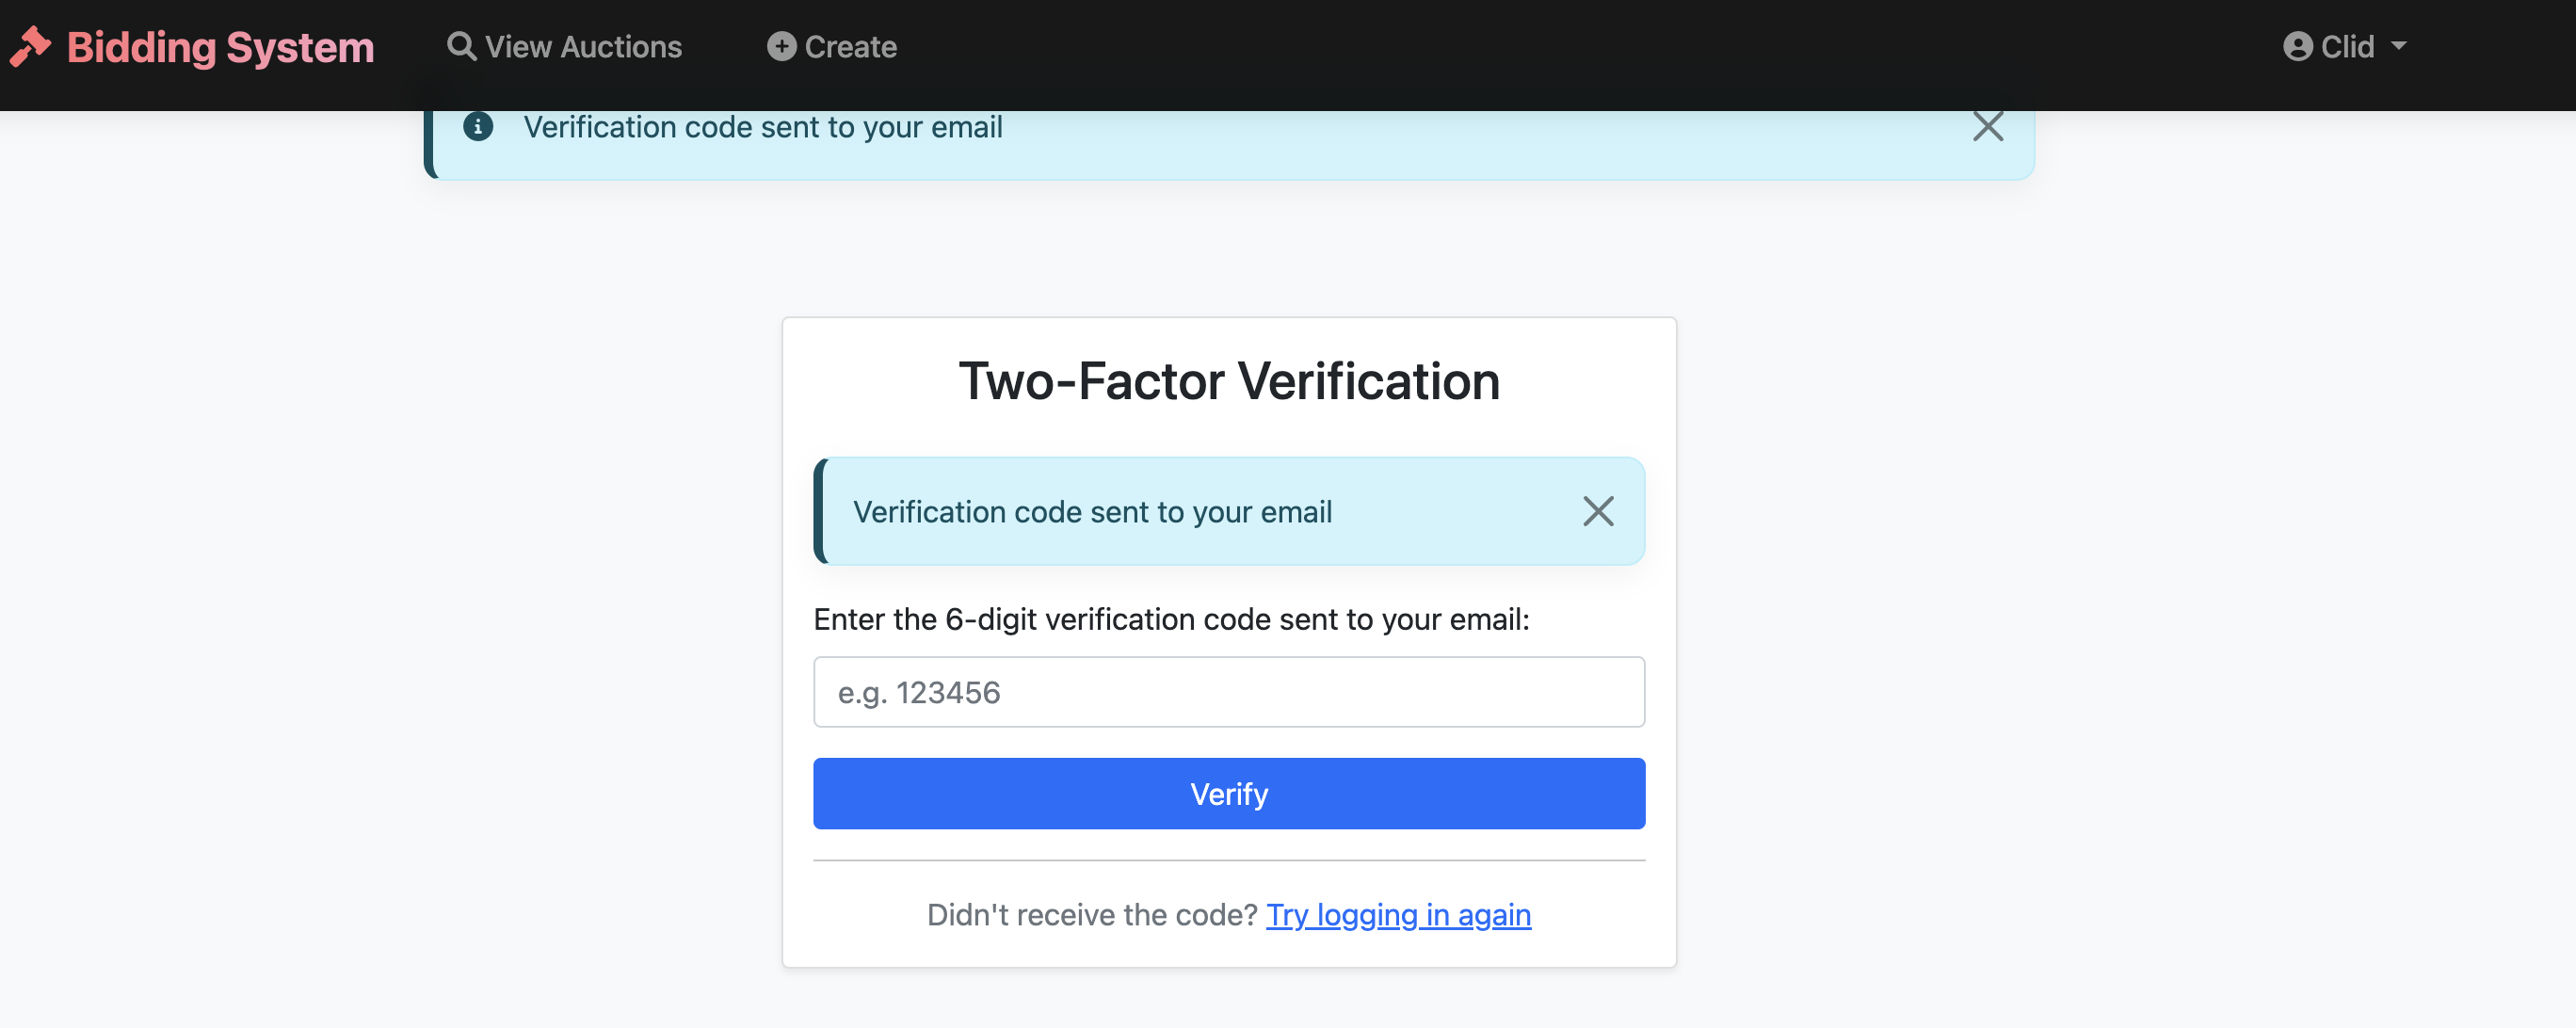 Bidding System View Auctions Create Clid
Verification code sent to your email
Two-Factor Verification
Verification code sent to your email
Enter the 6-digit verification code sent to your email:
e.g. 123456
Verify
Didn't receive the code? Try logging in again